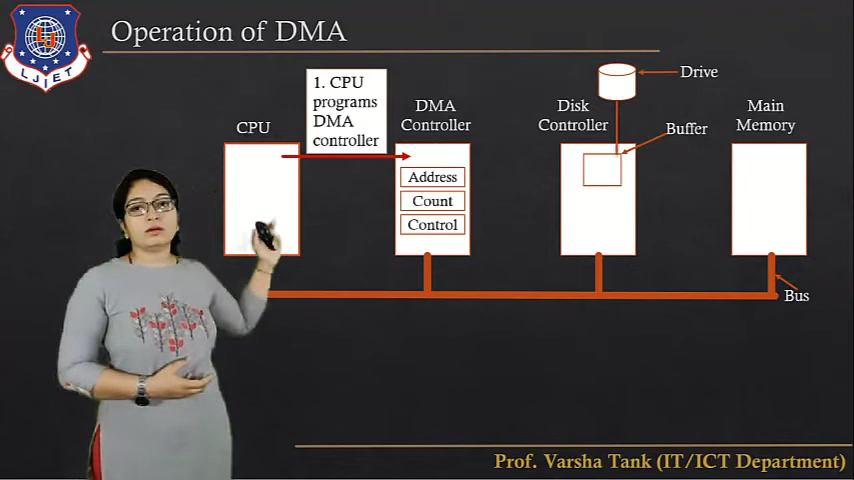 LJIET
LJ
Operation of DMA
1. CPU
programs
DMA
controller
Drive
CPU
DMA
Controller
Disk
Controller
Buffer
Main
Memory
Address
Count
Control
Bus
Prof. Varsha Tank (IT/ICT Department)